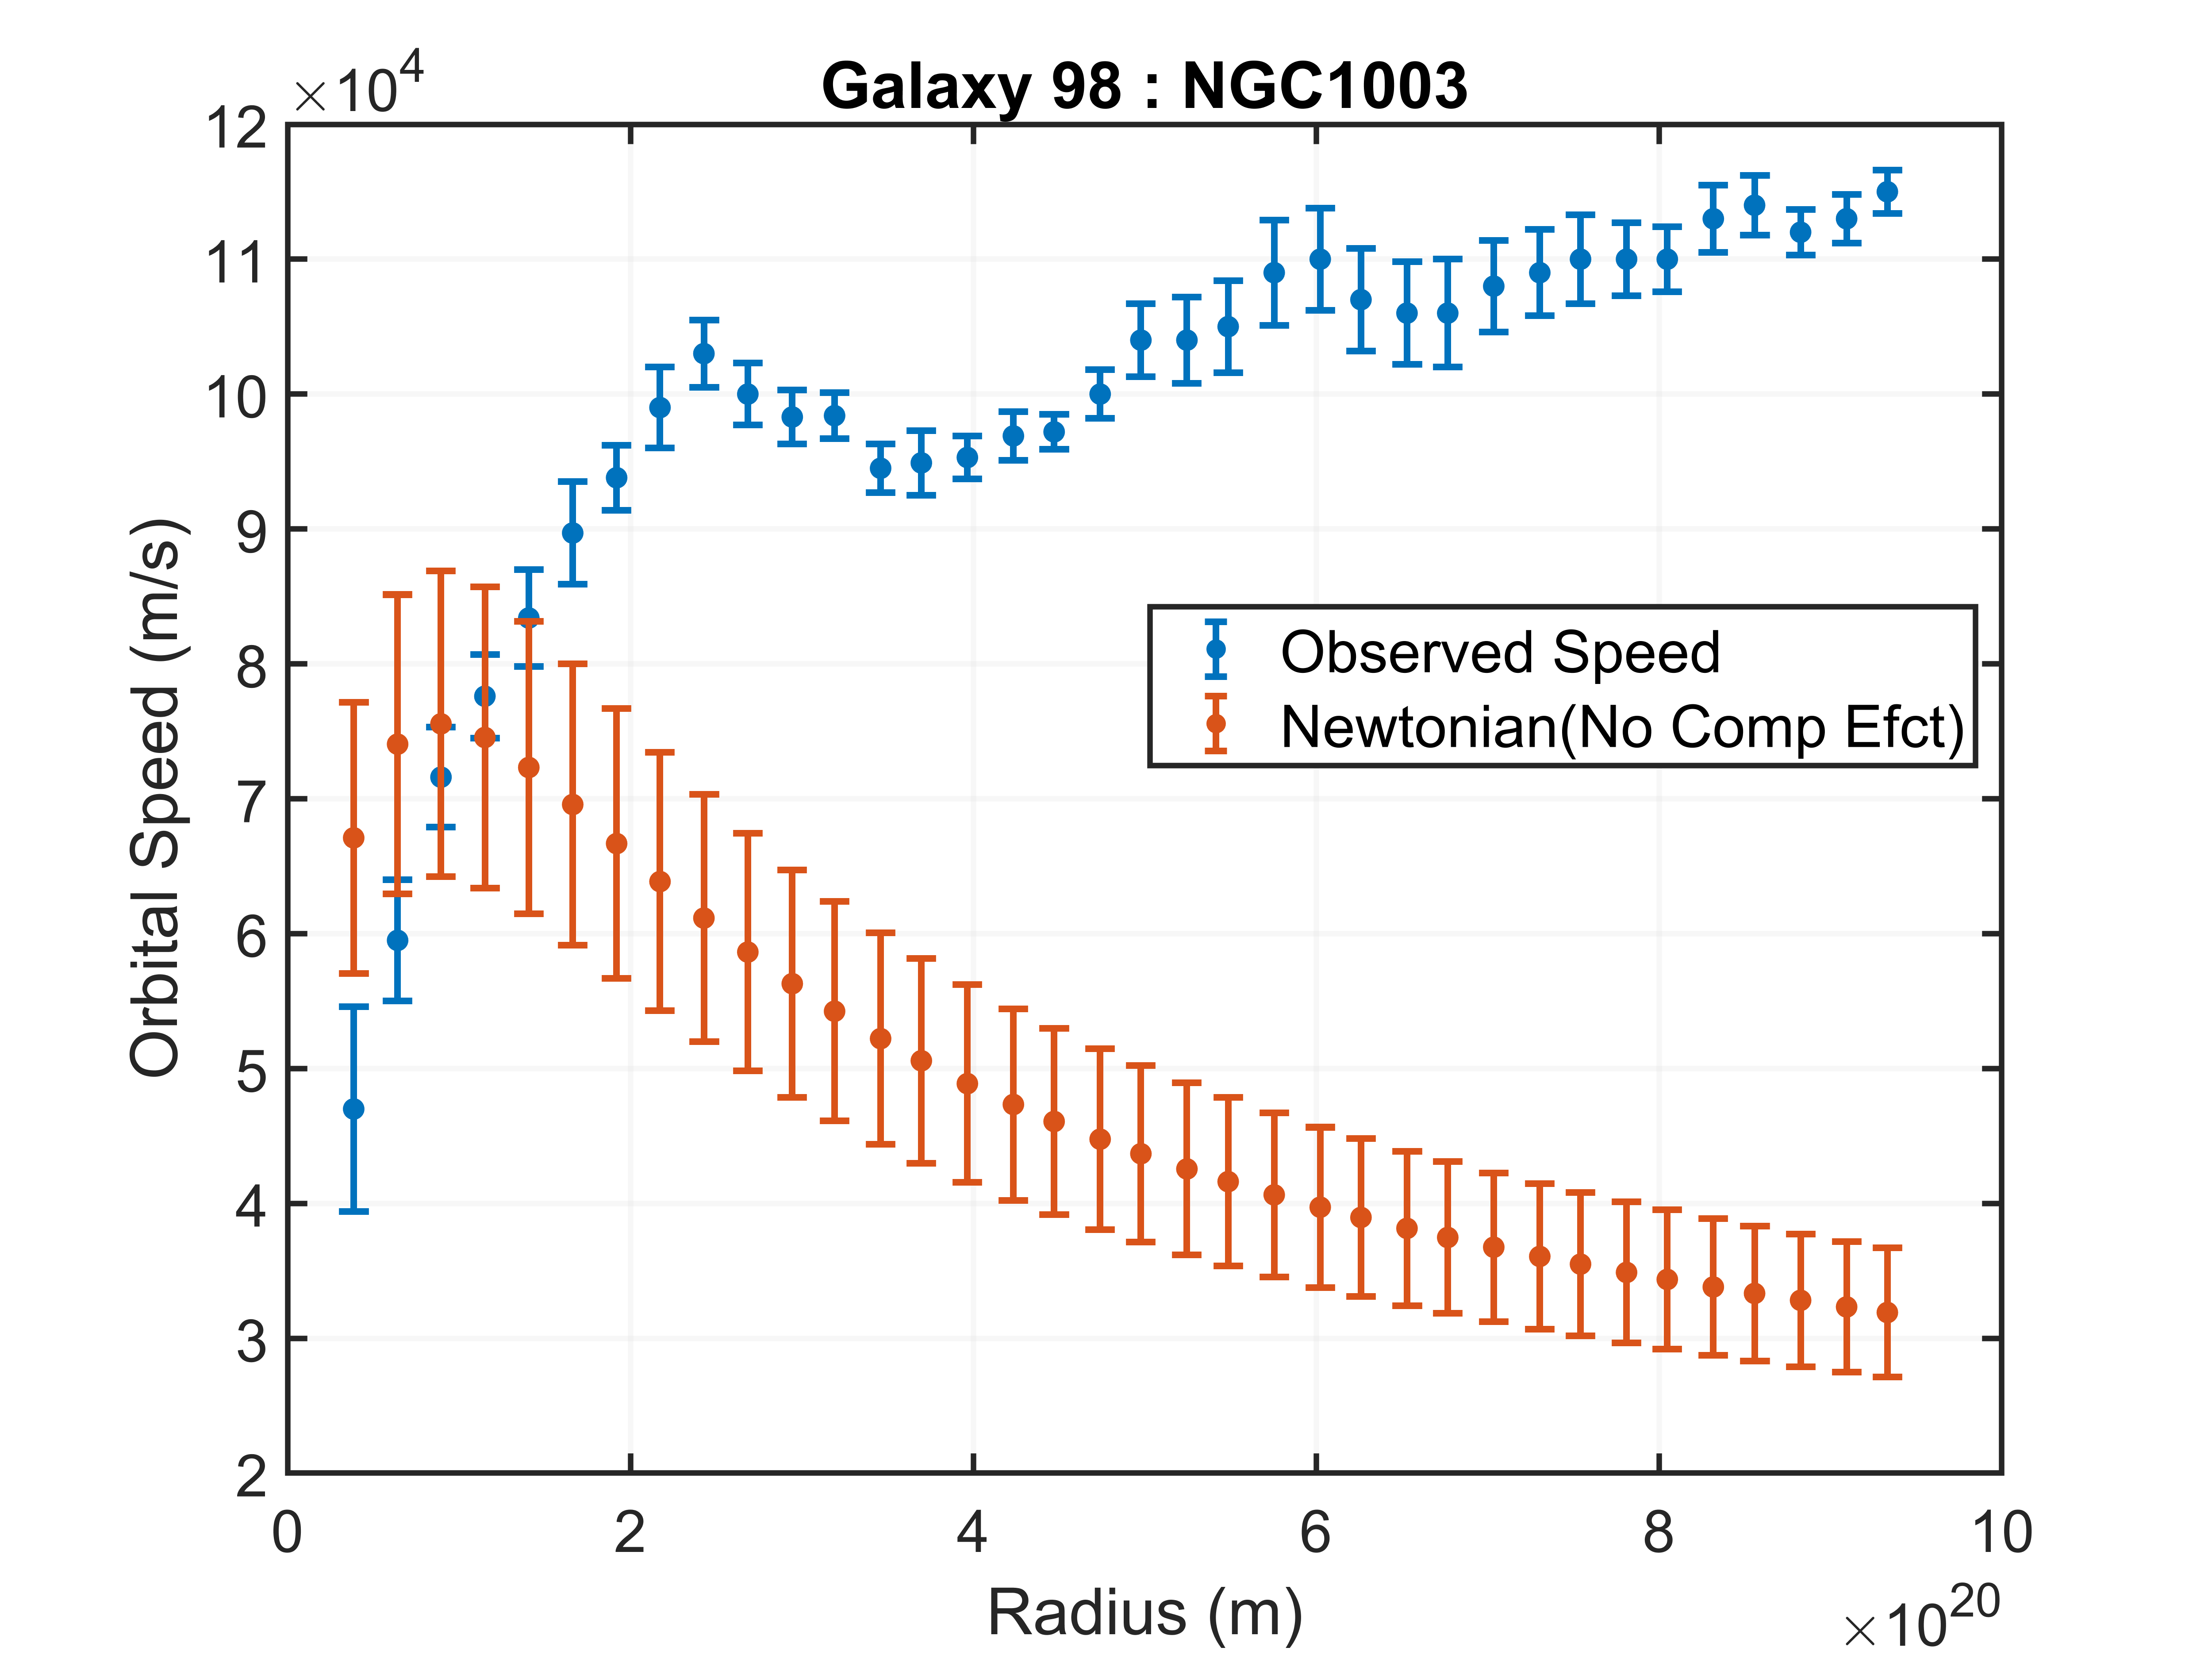 Galaxy 98 : NGC1003
×10⁴
12
11
10
9
8
7
6
5
4
3
2
Orbital Speed (m/s)
Observed Speed
Newtonian(No Comp Efct)
0 2 4 6 8 10
Radius (m)
×10²⁰